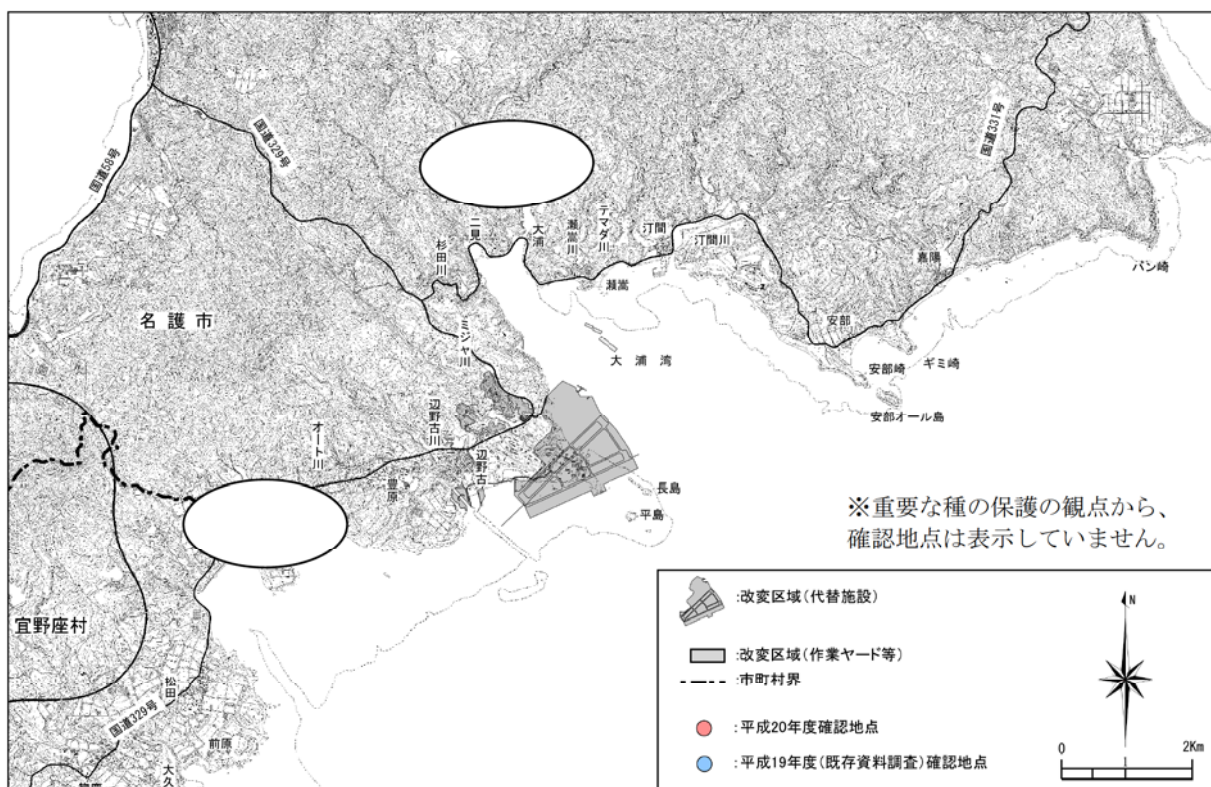 国道58号
国道329号
国道331号
二見
大浦
瀬嵩川
テマダ川
汀間
汀間川
杉田川
瀬嵩
嘉陽
バン崎
名護市
ミジャ川
大浦湾
安部
安部崎
ギミ崎
安部オール島
辺野古川
オート川
豊原
辺野古
長島
平島
※重要な種の保護の観点から、
確認地点は表示していません。
宜野座村
松田
国道329号
前原
大久
:改変区域(代替施設)
:改変区域(作業ヤード等)
:市町村界
:平成20年度確認地点
:平成19年度(既存資料調査)確認地点
N
0 2Km